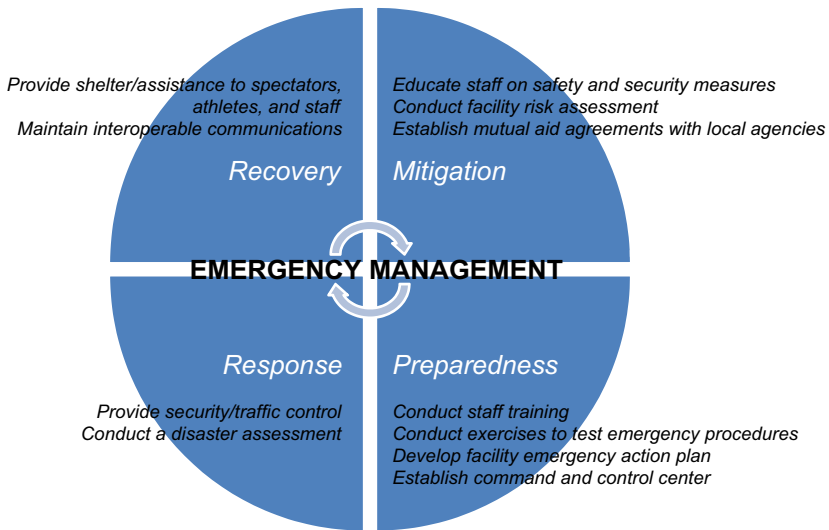 Provide shelter/assistance to spectators,
athletes, and staff
Maintain interoperable communications
Recovery
Educate staff on safety and security measures
Conduct facility risk assessment
Establish mutual aid agreements with local agencies
Mitigation
EMERGENCY MANAGEMENT
Response
Provide security/traffic control
Conduct a disaster assessment
Preparedness
Conduct staff training
Conduct exercises to test emergency procedures
Develop facility emergency action plan
Establish command and control center